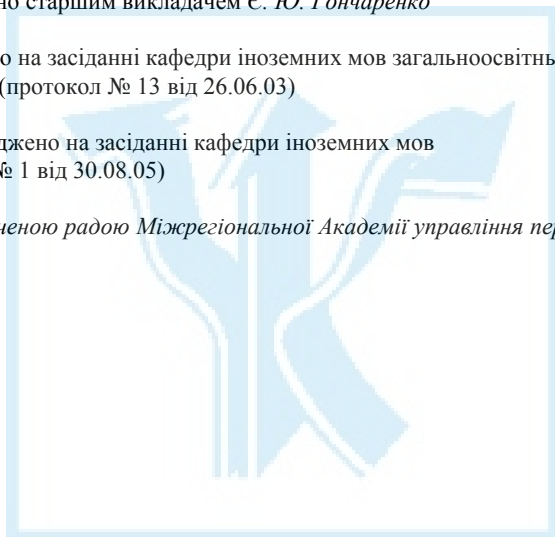 но старшим викладачем Є. Ю. Гончаренко
о на засіданні кафедри іноземних мов загальноосвітнь
(протокол № 13 від 26.06.03)
джено на засіданні кафедри іноземних мов
№ 1 від 30.08.05)
ченою радою Міжрегіональної Академії управління пер